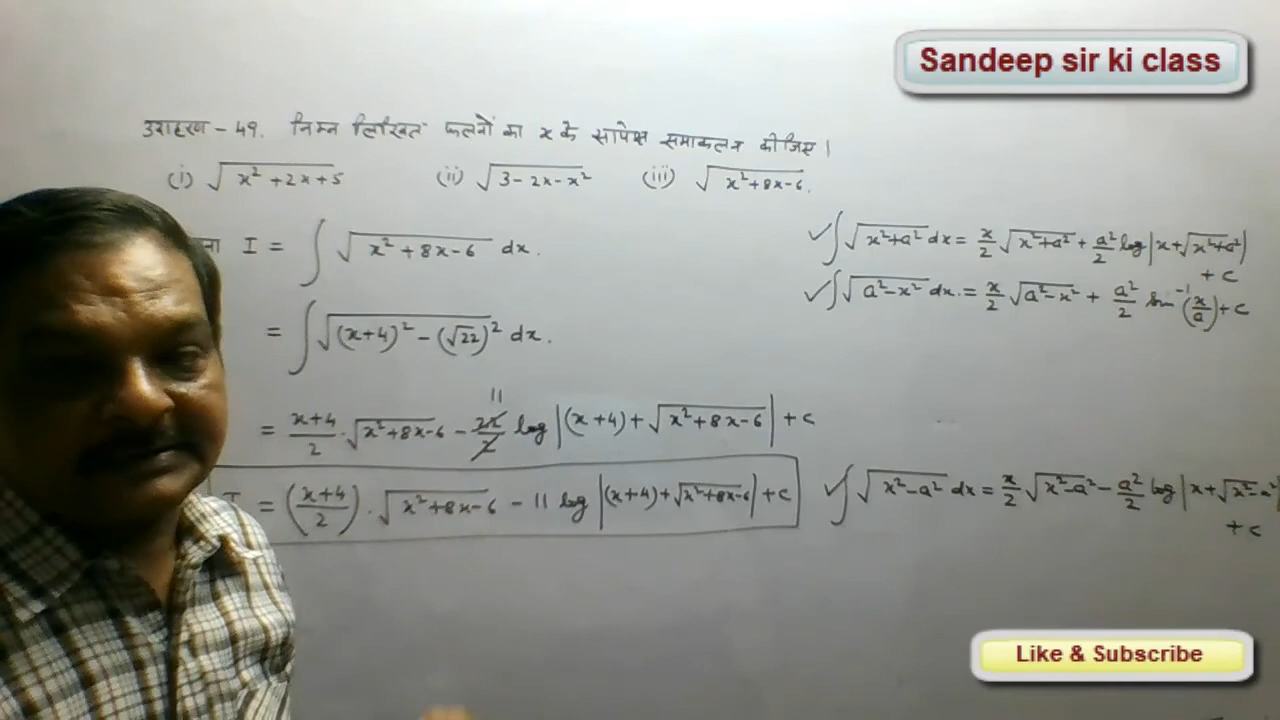 Sandeep sir ki class
उदाहरण - 49. निम्न लिखित फलनों का x के सापेक्ष समाकलन कीजिए।
(i) √(x² + 2x + 5) (ii) √(3 - 2x - x²) (iii) √(x² + 8x - 6).
I = ∫ √(x² + 8x - 6) dx.
= ∫ √((x+4)² - (√22)²) dx.
= (x+4)/2 · √(x² + 8x - 6) - 22/2 11 log |(x+4) + √(x² + 8x - 6)| + c
I = ((x+4)/2) · √(x² + 8x - 6) - 11 log |(x+4) + √(x² + 8x - 6)| + c
✓∫ √(x² + a²) dx = x/2 √(x² + a²) + a²/2 log |x + √(x² + a²)|
+ c
✓∫ √(a² - x²) dx. = x/2 √(a² - x²) + a²/2 sin⁻¹ (x/a) + c
✓∫ √(x² - a²) dx = x/2 √(x² - a²) - a²/2 log |x + √(x² - a²)
+ c
Like & Subscribe